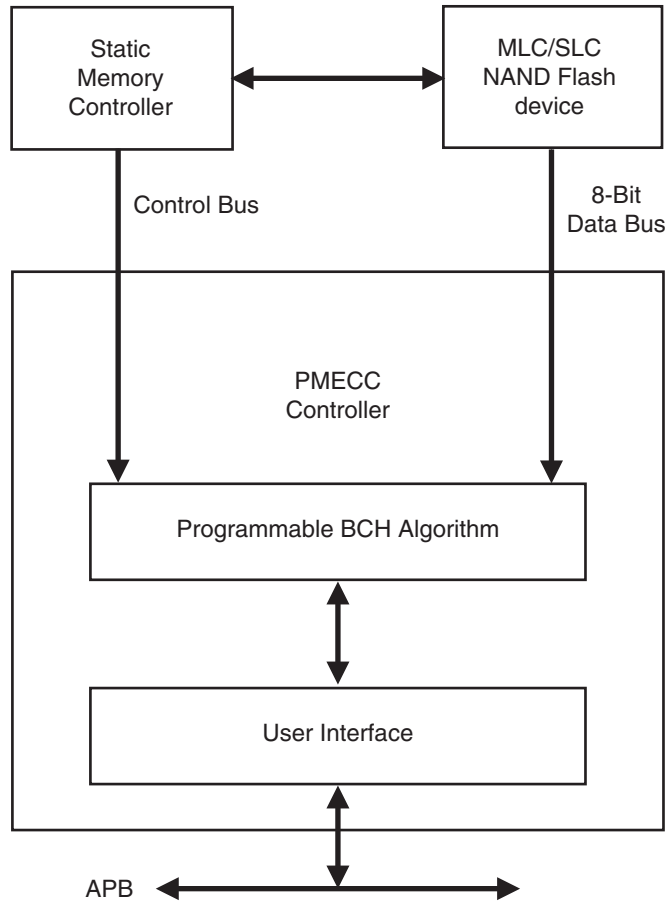 Static
Memory
Controller
MLC/SLC
NAND Flash
device
Control Bus
8-Bit
Data Bus
PMECC
Controller
Programmable BCH Algorithm
User Interface
APB